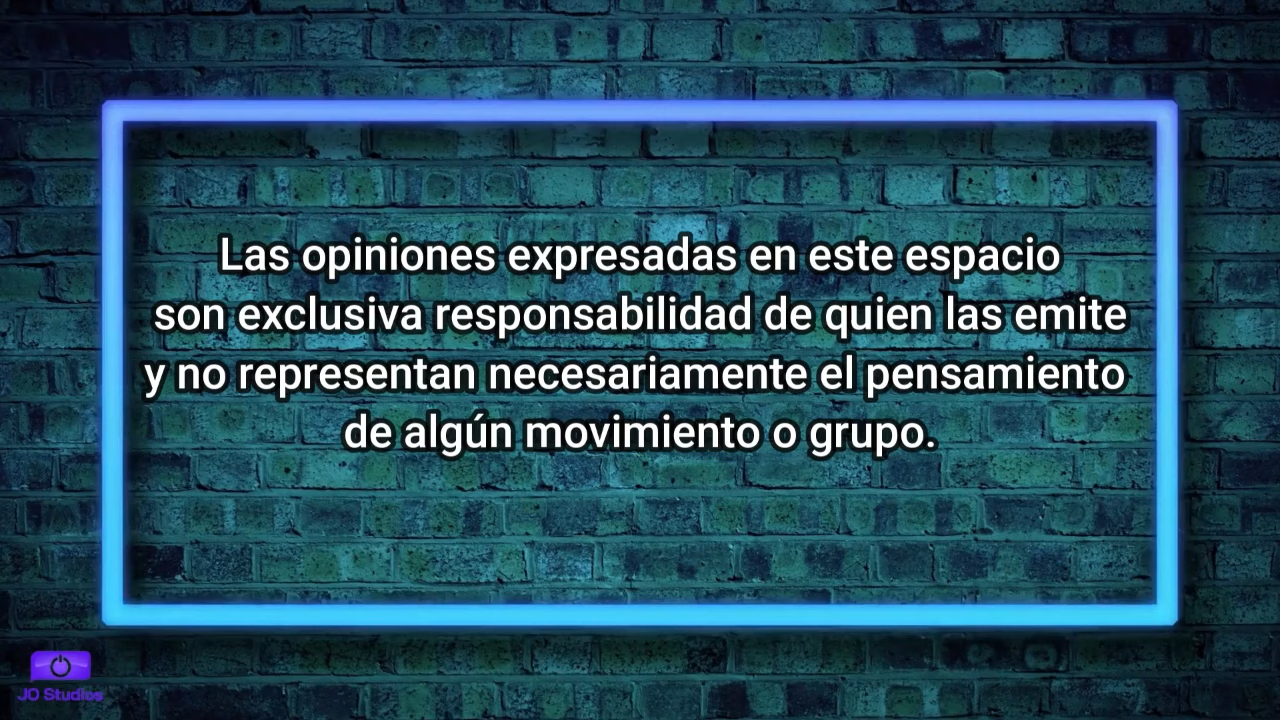 Las opiniones expresadas en este espacio
son exclusiva responsabilidad de quien las emite
y no representan necesariamente el pensamiento
de algún movimiento o grupo.
JO Studios